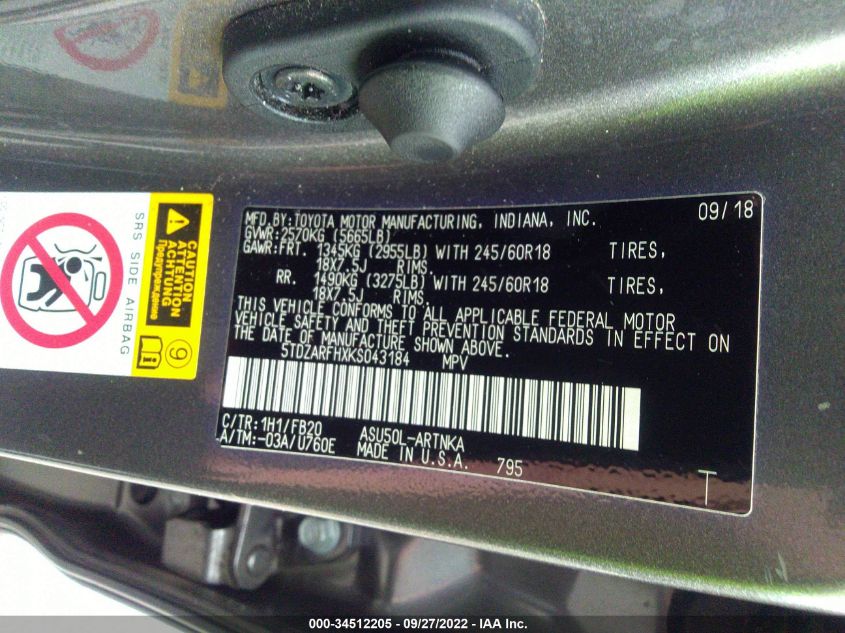 MFD.BY:TOYOTA MOTOR MANUFACTURING, INDIANA, INC. 09/18
GVWR:2570KG (5665LB)
GAWR:FRT. 1345KG (2955LB) WITH 245/60R18 TIRES,
18X7.5J RIMS.
RR. 1490KG (3275LB) WITH 245/60R18 TIRES,
18X7.5J RIMS.
THIS VEHICLE CONFORMS TO ALL APPLICABLE FEDERAL MOTOR
VEHICLE SAFETY AND THEFT PREVENTION STANDARDS IN EFFECT ON
THE DATE OF MANUFACTURE SHOWN ABOVE.
5TDZARFHXKS043184 MPV
C/TR:1H1/FB20 ASU50L-ARTNKA
A/TM:-03A/U760E MADE IN U.S.A. 795
T
SRS SIDE AIRBAG
CAUTION
ATTENTION
ACHTUNG
Предупреждение
i
9
000-34512205 - 09/27/2022 - IAA Inc.